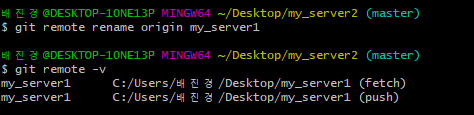 배진경@DESKTOP-1ONE13P MINGW64 ~/Desktop/my_server2 (master)
$ git remote rename origin my_server1
배진경@DESKTOP-1ONE13P MINGW64 ~/Desktop/my_server2 (master)
$ git remote -v
my_server1 C:/Users/배진경/Desktop/my_server1 (fetch)
my_server1 C:/Users/배진경/Desktop/my_server1 (push)